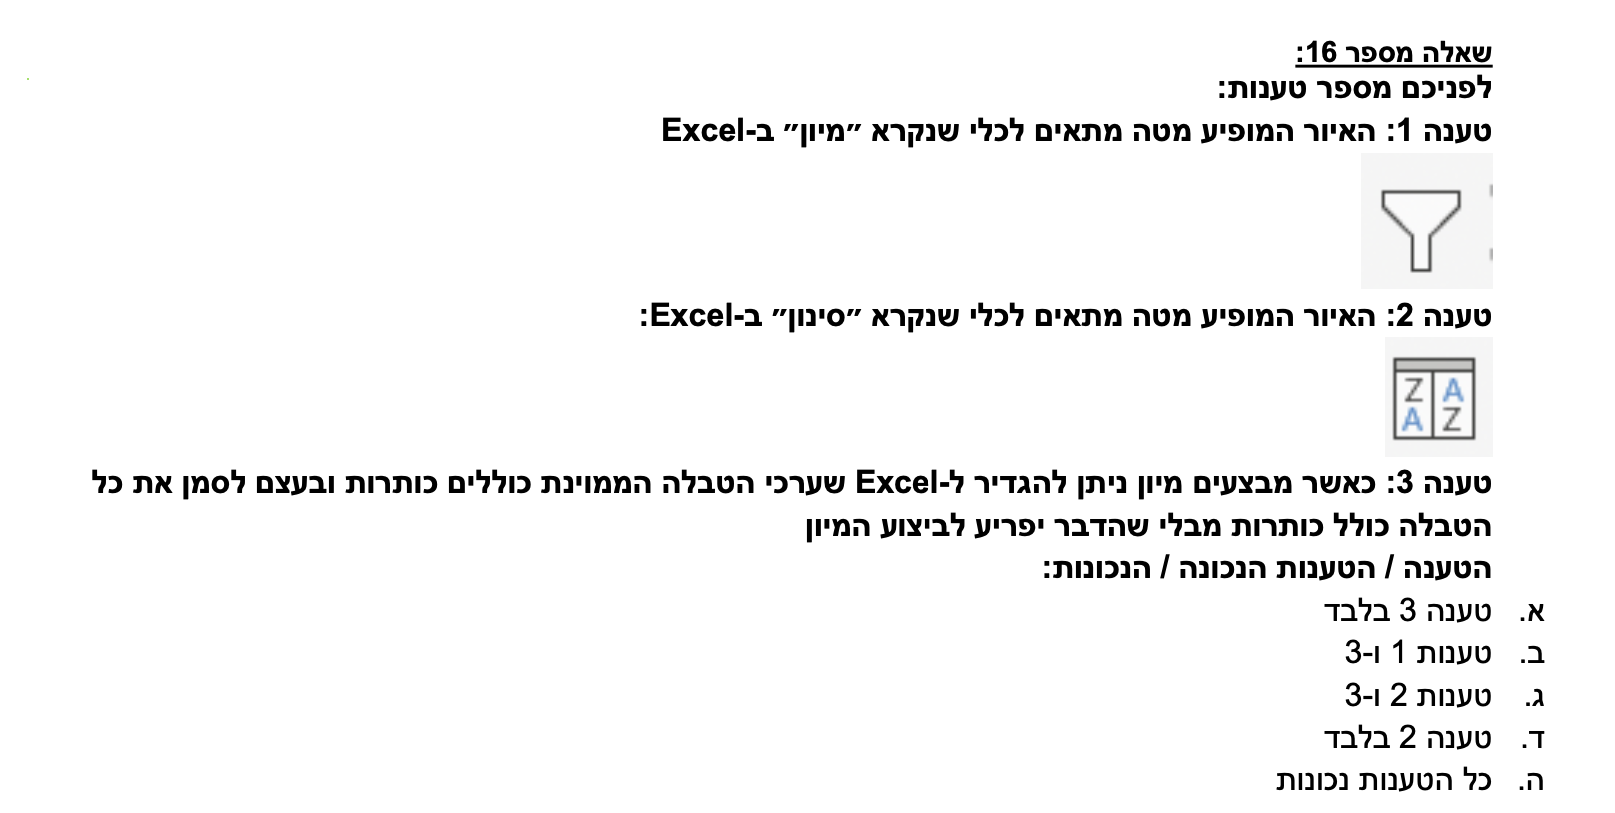 שאלה מספר 16:
לפניכם מספר טענות:
טענה 1: האיור המופיע מטה מתאים לכלי שנקרא ״מיון״ ב-Excel
טענה 2: האיור המופיע מטה מתאים לכלי שנקרא ״סינון״ ב-Excel:
Z A
A Z
טענה 3: כאשר מבצעים מיון ניתן להגדיר ל-Excel שערכי הטבלה הממוינת כוללים כותרות ובעצם לסמן את כל
הטבלה כולל כותרות מבלי שהדבר יפריע לביצוע המיון
הטענה / הטענות הנכונה / הנכונות:
א. טענה 3 בלבד
ב. טענות 1 ו-3
ג. טענות 2 ו-3
ד. טענה 2 בלבד
ה. כל הטענות נכונות